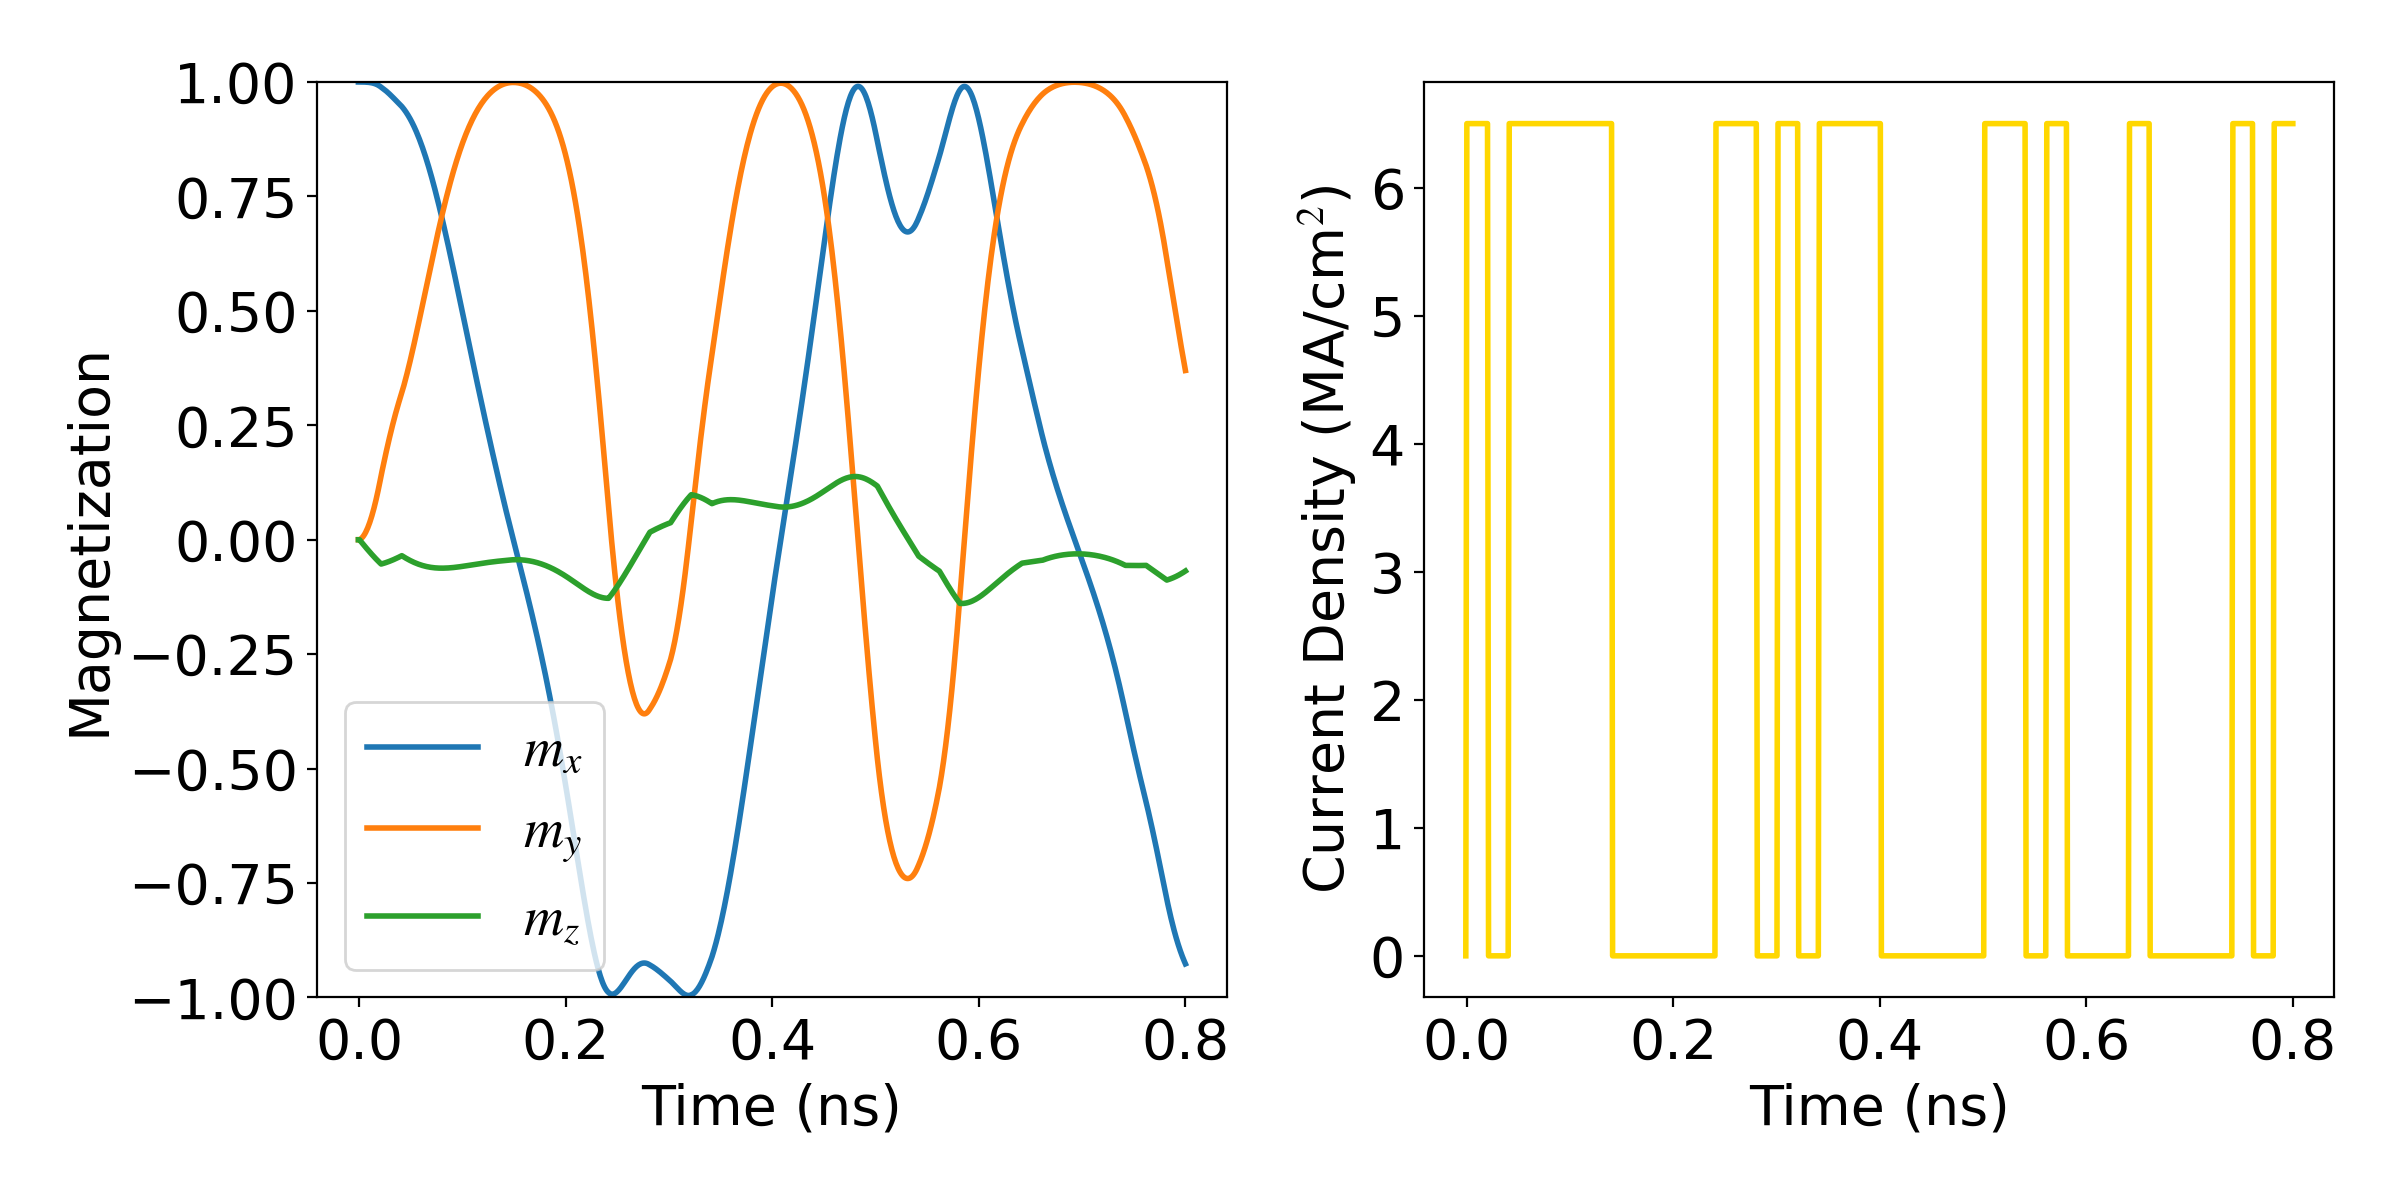 Magnetization
1.00
0.75
0.50
0.25
0.00
−0.25
−0.50
−0.75
−1.00
m_x
m_y
m_z
0.0 0.2 0.4 0.6 0.8
Time (ns)
Current Density (MA/cm²)
6
5
4
3
2
1
0
0.0 0.2 0.4 0.6 0.8
Time (ns)